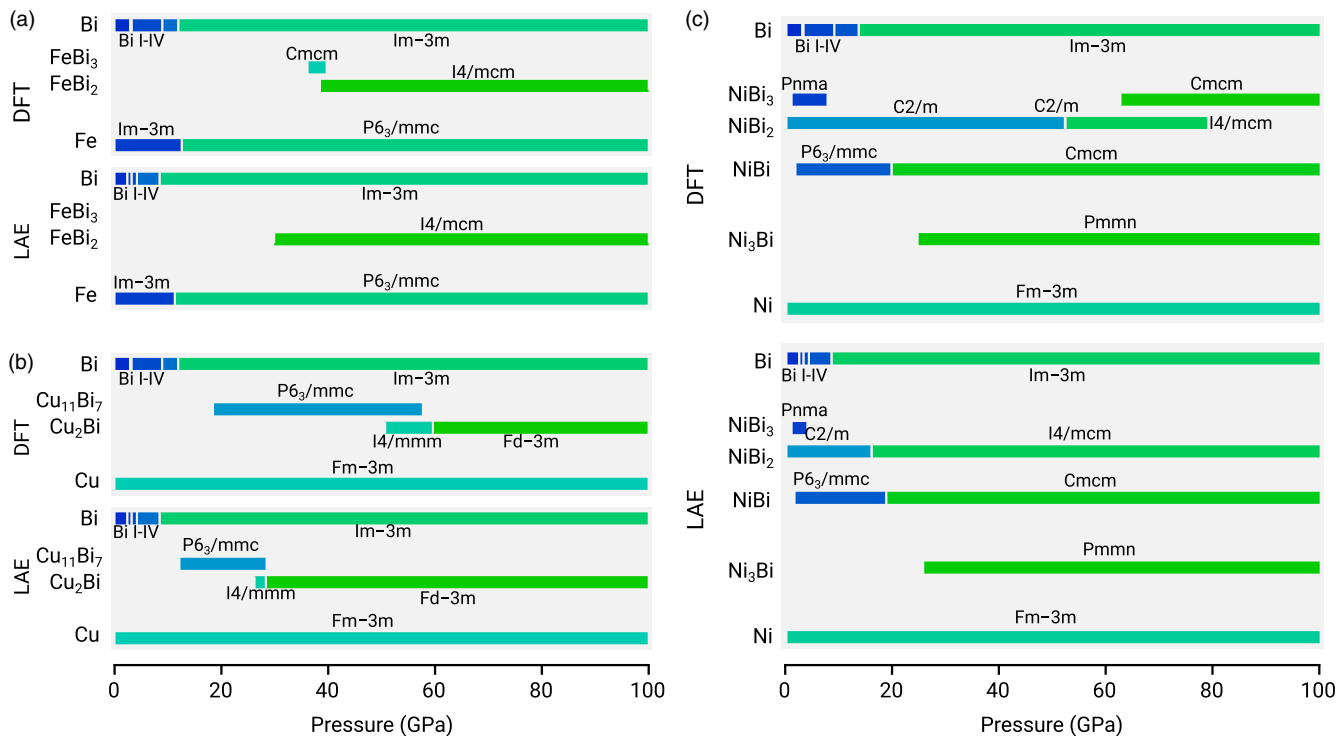 (a)
DFT
Bi
Bi I-IV
Im−3m
FeBi₃
Cmcm
FeBi₂
I4/mcm
Fe
Im−3m
P6₃/mmc
LAE
Bi
Bi I-IV
Im−3m
FeBi₃
FeBi₂
I4/mcm
Fe
Im−3m
P6₃/mmc
(b)
DFT
Bi
Bi I-IV
Im−3m
Cu₁₁Bi₇
P6₃/mmc
Cu₂Bi
I4/mmm
Fd−3m
Cu
Fm−3m
LAE
Bi
Bi I-IV
Im−3m
Cu₁₁Bi₇
P6₃/mmc
Cu₂Bi
I4/mmm
Fd−3m
Cu
Fm−3m
0 20 40 60 80 100
Pressure (GPa)
(c)
DFT
Bi
Bi I-IV
Im−3m
NiBi₃
Pnma
Cmcm
NiBi₂
C2/m
C2/m
I4/mcm
NiBi
P6₃/mmc
Cmcm
Ni₃Bi
Pmmn
Ni
Fm−3m
LAE
Bi
Bi I-IV
Im−3m
NiBi₃
Pnma
NiBi₂
C2/m
I4/mcm
NiBi
P6₃/mmc
Cmcm
Ni₃Bi
Pmmn
Ni
Fm−3m
0 20 40 60 80 100
Pressure (GPa)